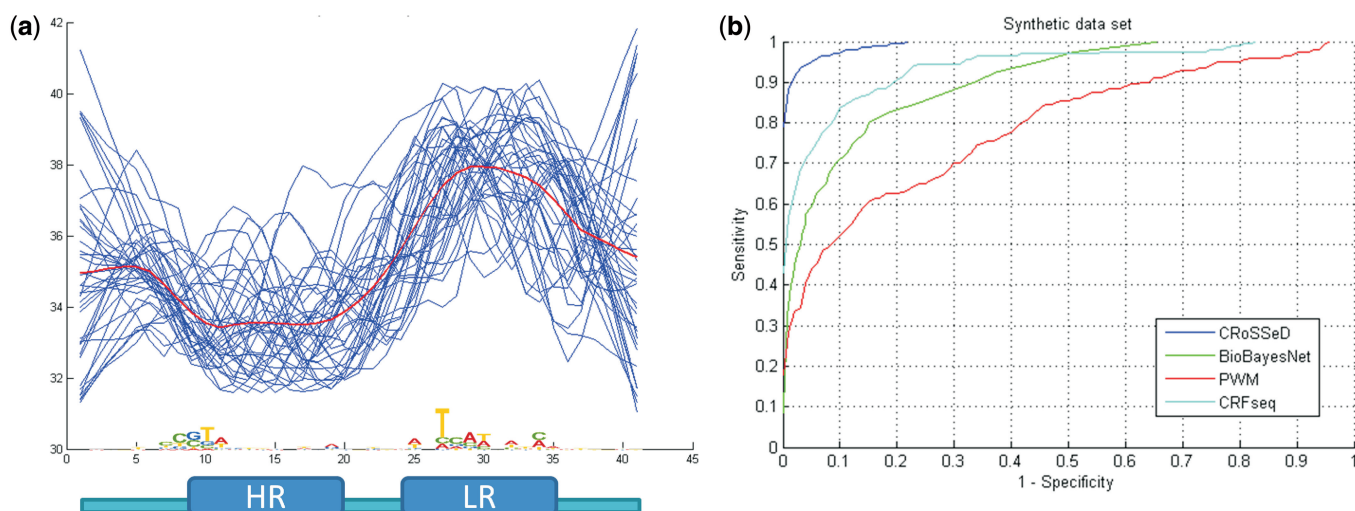 (a)
42
40
38
36
34
32
30
0 5 10 15 20 25 30 35 40 45
HR LR
(b)
Synthetic data set
1
0.9
0.8
0.7
0.6
0.5
0.4
0.3
0.2
0.1
0
Sensitivity
CRoSSeD
BioBayesNet
PWM
CRFseq
0 0.1 0.2 0.3 0.4 0.5 0.6 0.7 0.8 0.9 1
1 - Specificity